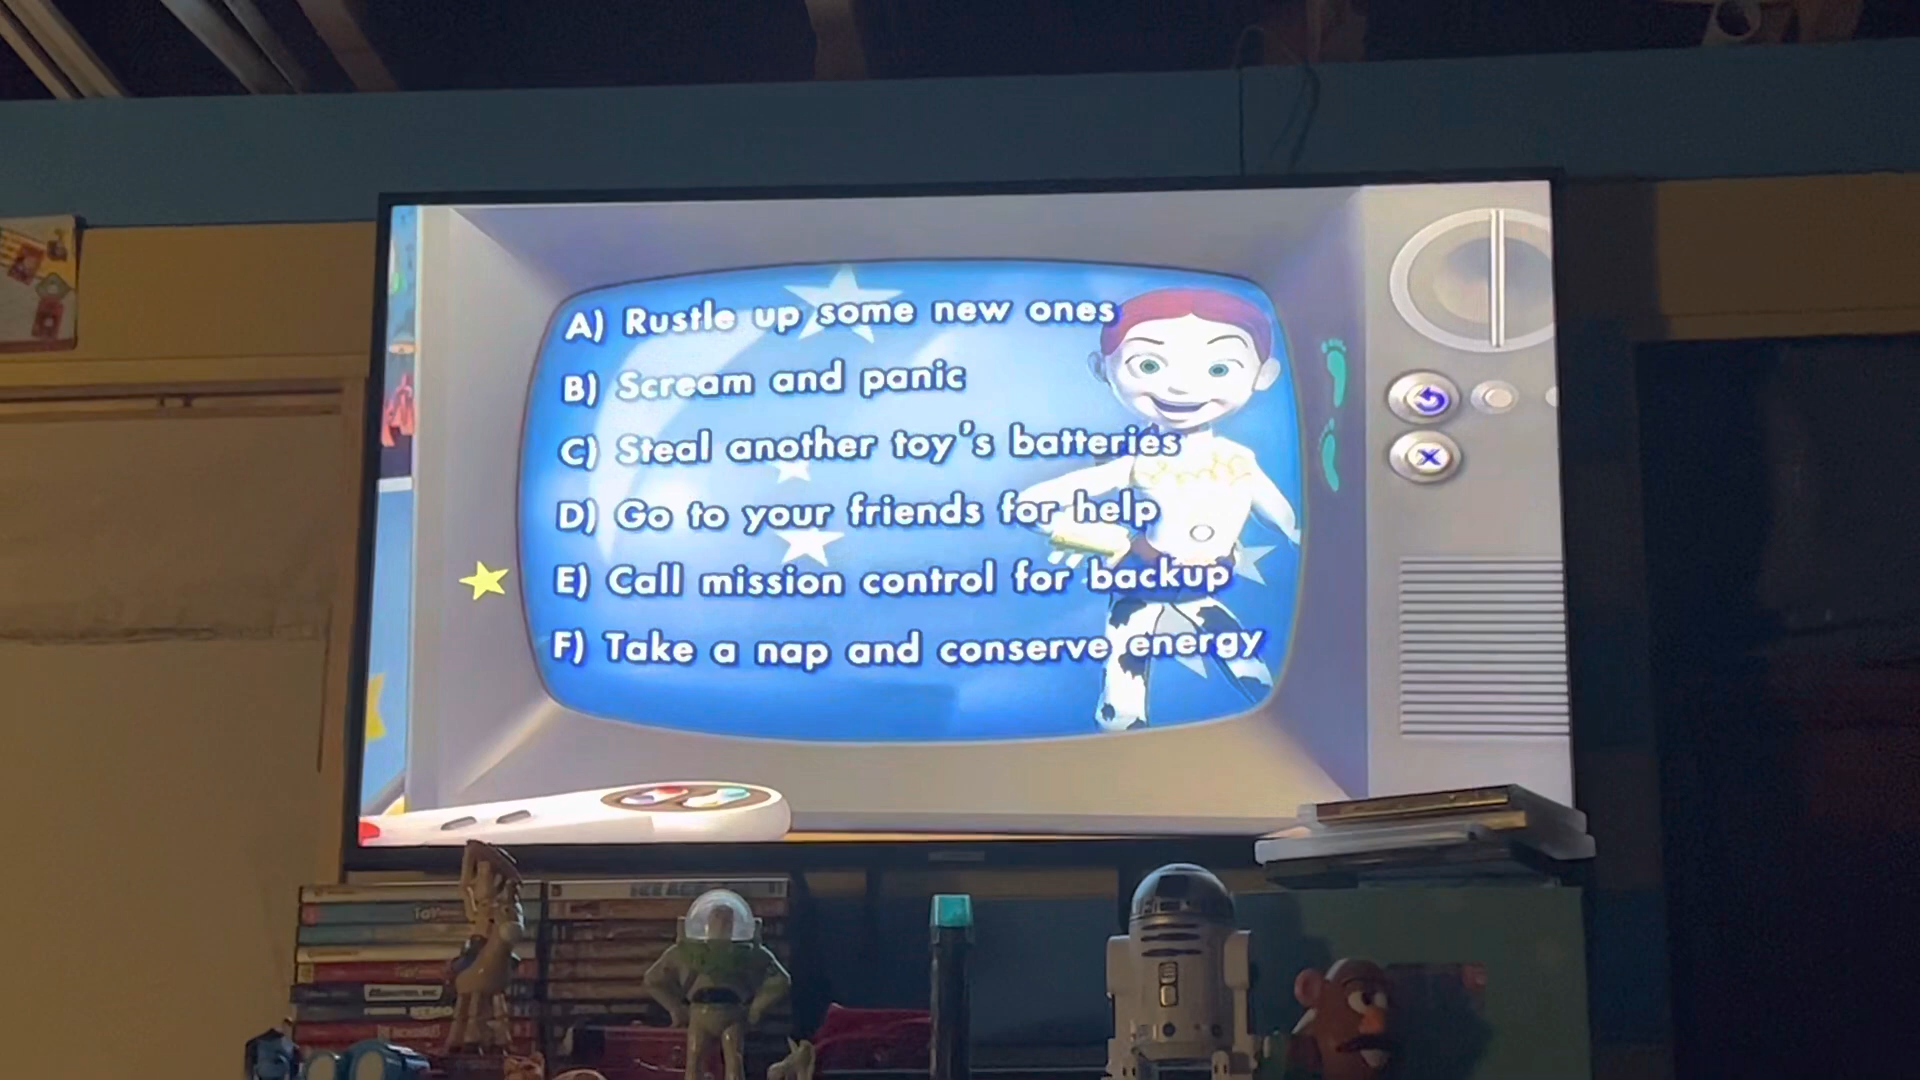 A) Rustle up some new ones
B) Scream and panic
C) Steal another toy's batteries
D) Go to your friends for help
E) Call mission control for backup
F) Take a nap and conserve energy